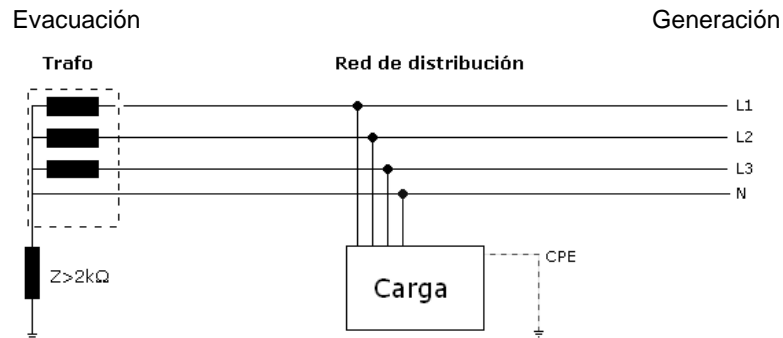 Evacuación Generación
Trafo Red de distribución
L1
L2
L3
N
CPE
Z>2kΩ
Carga